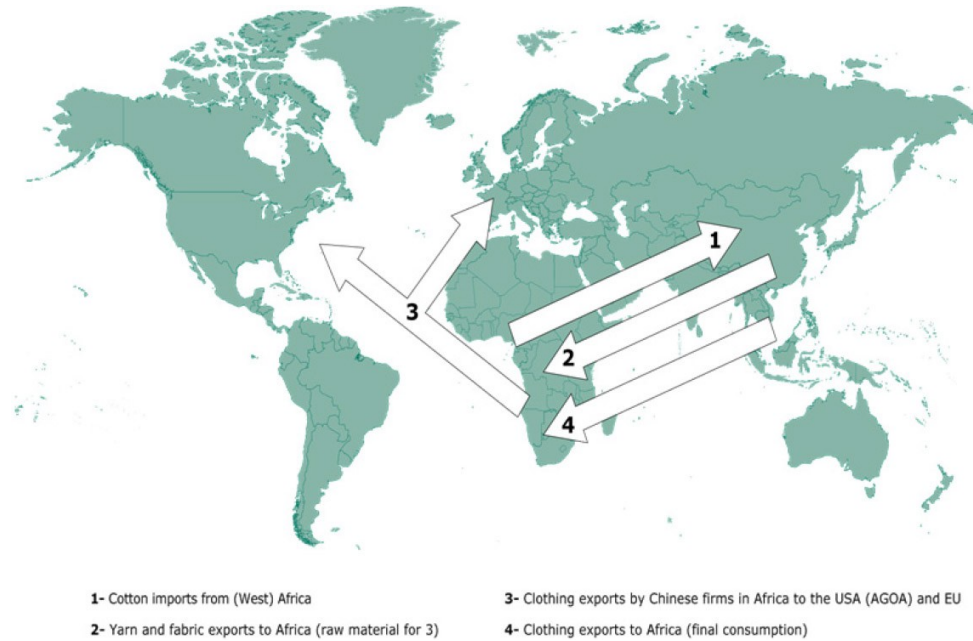 1
3
2
4
1- Cotton imports from (West) Africa
2- Yarn and fabric exports to Africa (raw material for 3)
3- Clothing exports by Chinese firms in Africa to the USA (AGOA) and EU
4- Clothing exports to Africa (final consumption)